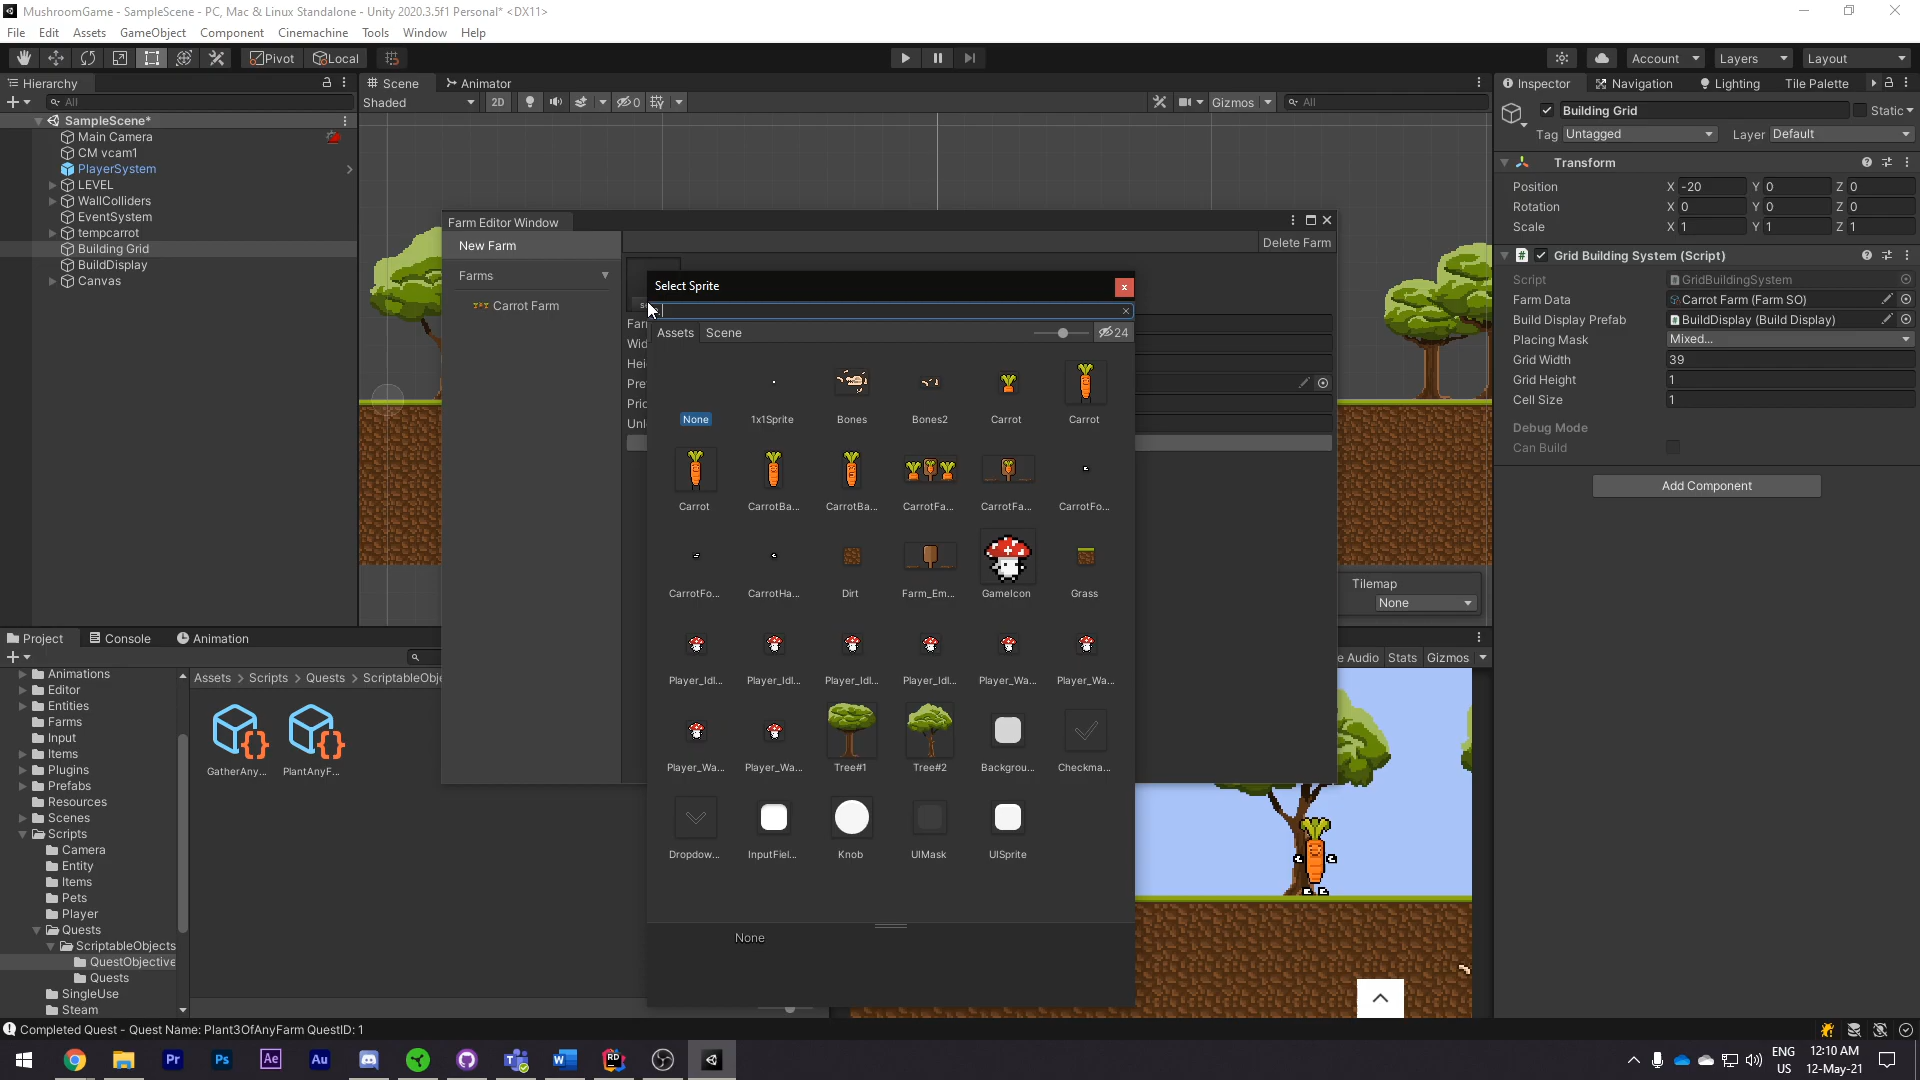 MushroomGame - SampleScene - PC, Mac & Linux Standalone - Unity 2020.3.5f1 Personal* <DX11>
File Edit Assets GameObject Component Cinemachine Tools Window Help
Pivot Local Account Layers Layout
Hierarchy
All
SampleScene*
Main Camera
CM vcam1
PlayerSystem
LEVEL
WallColliders
EventSystem
tempcarrot
Building Grid
BuildDisplay
Canvas
Scene Animator
Shaded 2D 0 Gizmos All
Farm Editor Window
New Farm
Farms
Carrot Farm
Delete Farm
Select Sprite
Assets Scene 24
None 1x1Sprite Bones Bones2 Carrot Carrot
Carrot CarrotBa... CarrotBa... CarrotFa... CarrotFa... CarrotFo...
CarrotFo... CarrotHa... Dirt Farm_Em... GameIcon Grass
Player_Idl... Player_Idl... Player_Idl... Player_Idl... Player_Wa... Player_Wa...
Player_Wa... Player_Wa... Tree#1 Tree#2 Backgrou... Checkma...
Dropdow... InputFiel... Knob UIMask UISprite
None
Tilemap
None
Audio Stats Gizmos
Inspector Navigation Lighting Tile Palette
Building Grid Static
Tag Untagged Layer Default
Transform
Position X -20 Y 0 Z 0
Rotation X 0 Y 0 Z 0
Scale X 1 Y 1 Z 1
# Grid Building System (Script)
Script GridBuildingSystem
Farm Data Carrot Farm (Farm SO)
Build Display Prefab BuildDisplay (Build Display)
Placing Mask Mixed...
Grid Width 39
Grid Height 1
Cell Size 1
Debug Mode
Can Build
Add Component
Project Console Animation
Assets > Scripts > Quests > ScriptableObje
GatherAny... PlantAnyF...
Animations
Editor
Entities
Farms
Input
Items
Plugins
Prefabs
Resources
Scenes
Scripts
Camera
Entity
Items
Pets
Player
Quests
ScriptableObjects
QuestObjective
Quests
SingleUse
Steam
Completed Quest - Quest Name: Plant3OfAnyFarm QuestID: 1
Pr Ps Ae Au W RD
ENG
US
12:10 AM
12-May-21